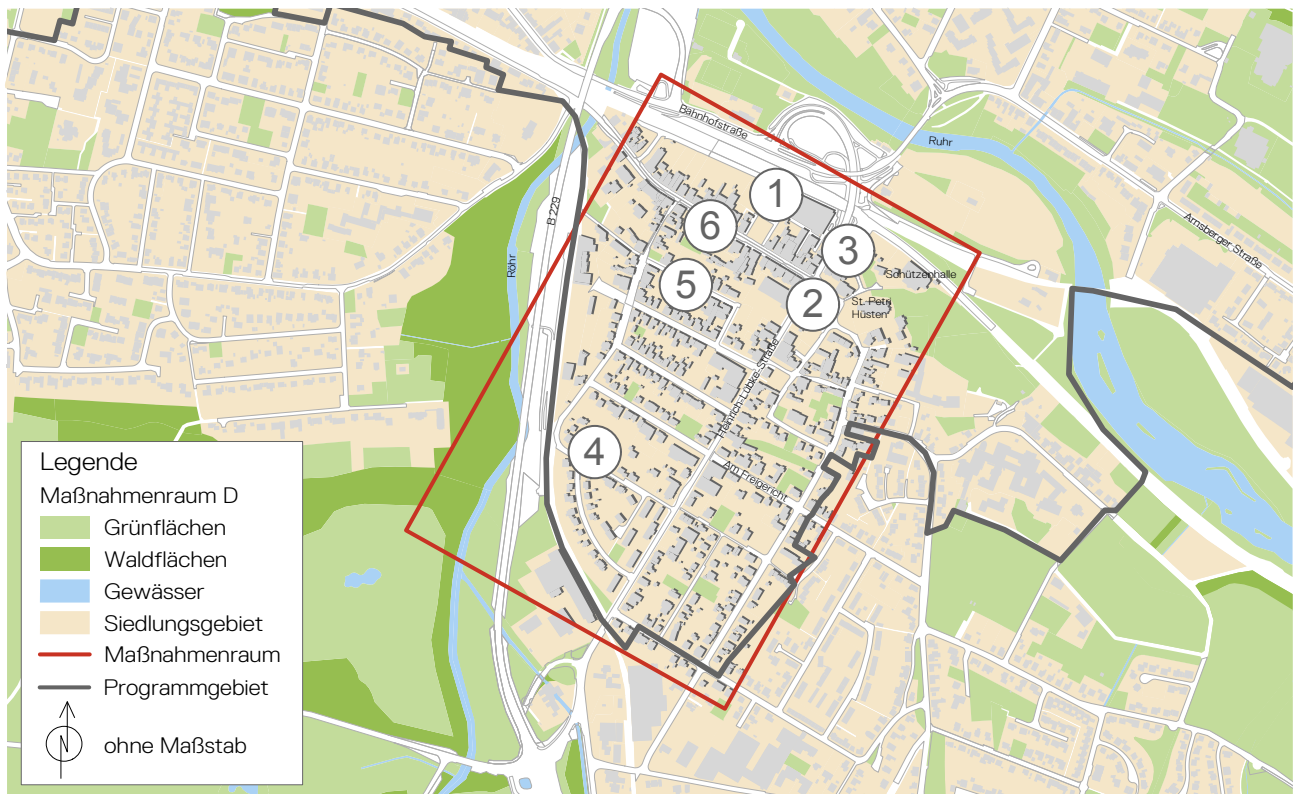 Bahnhofstraße
Ruhr
B 229
Röhr
Arnsberger Straße
1
6
3
Schützenhalle
5
2
St. Petri
Hüsten
Heinrich-Lübke-Straße
4
Am Freigericht
Legende
Maßnahmenraum D
Grünflächen
Waldflächen
Gewässer
Siedlungsgebiet
Maßnahmenraum
Programmgebiet
N
ohne Maßstab